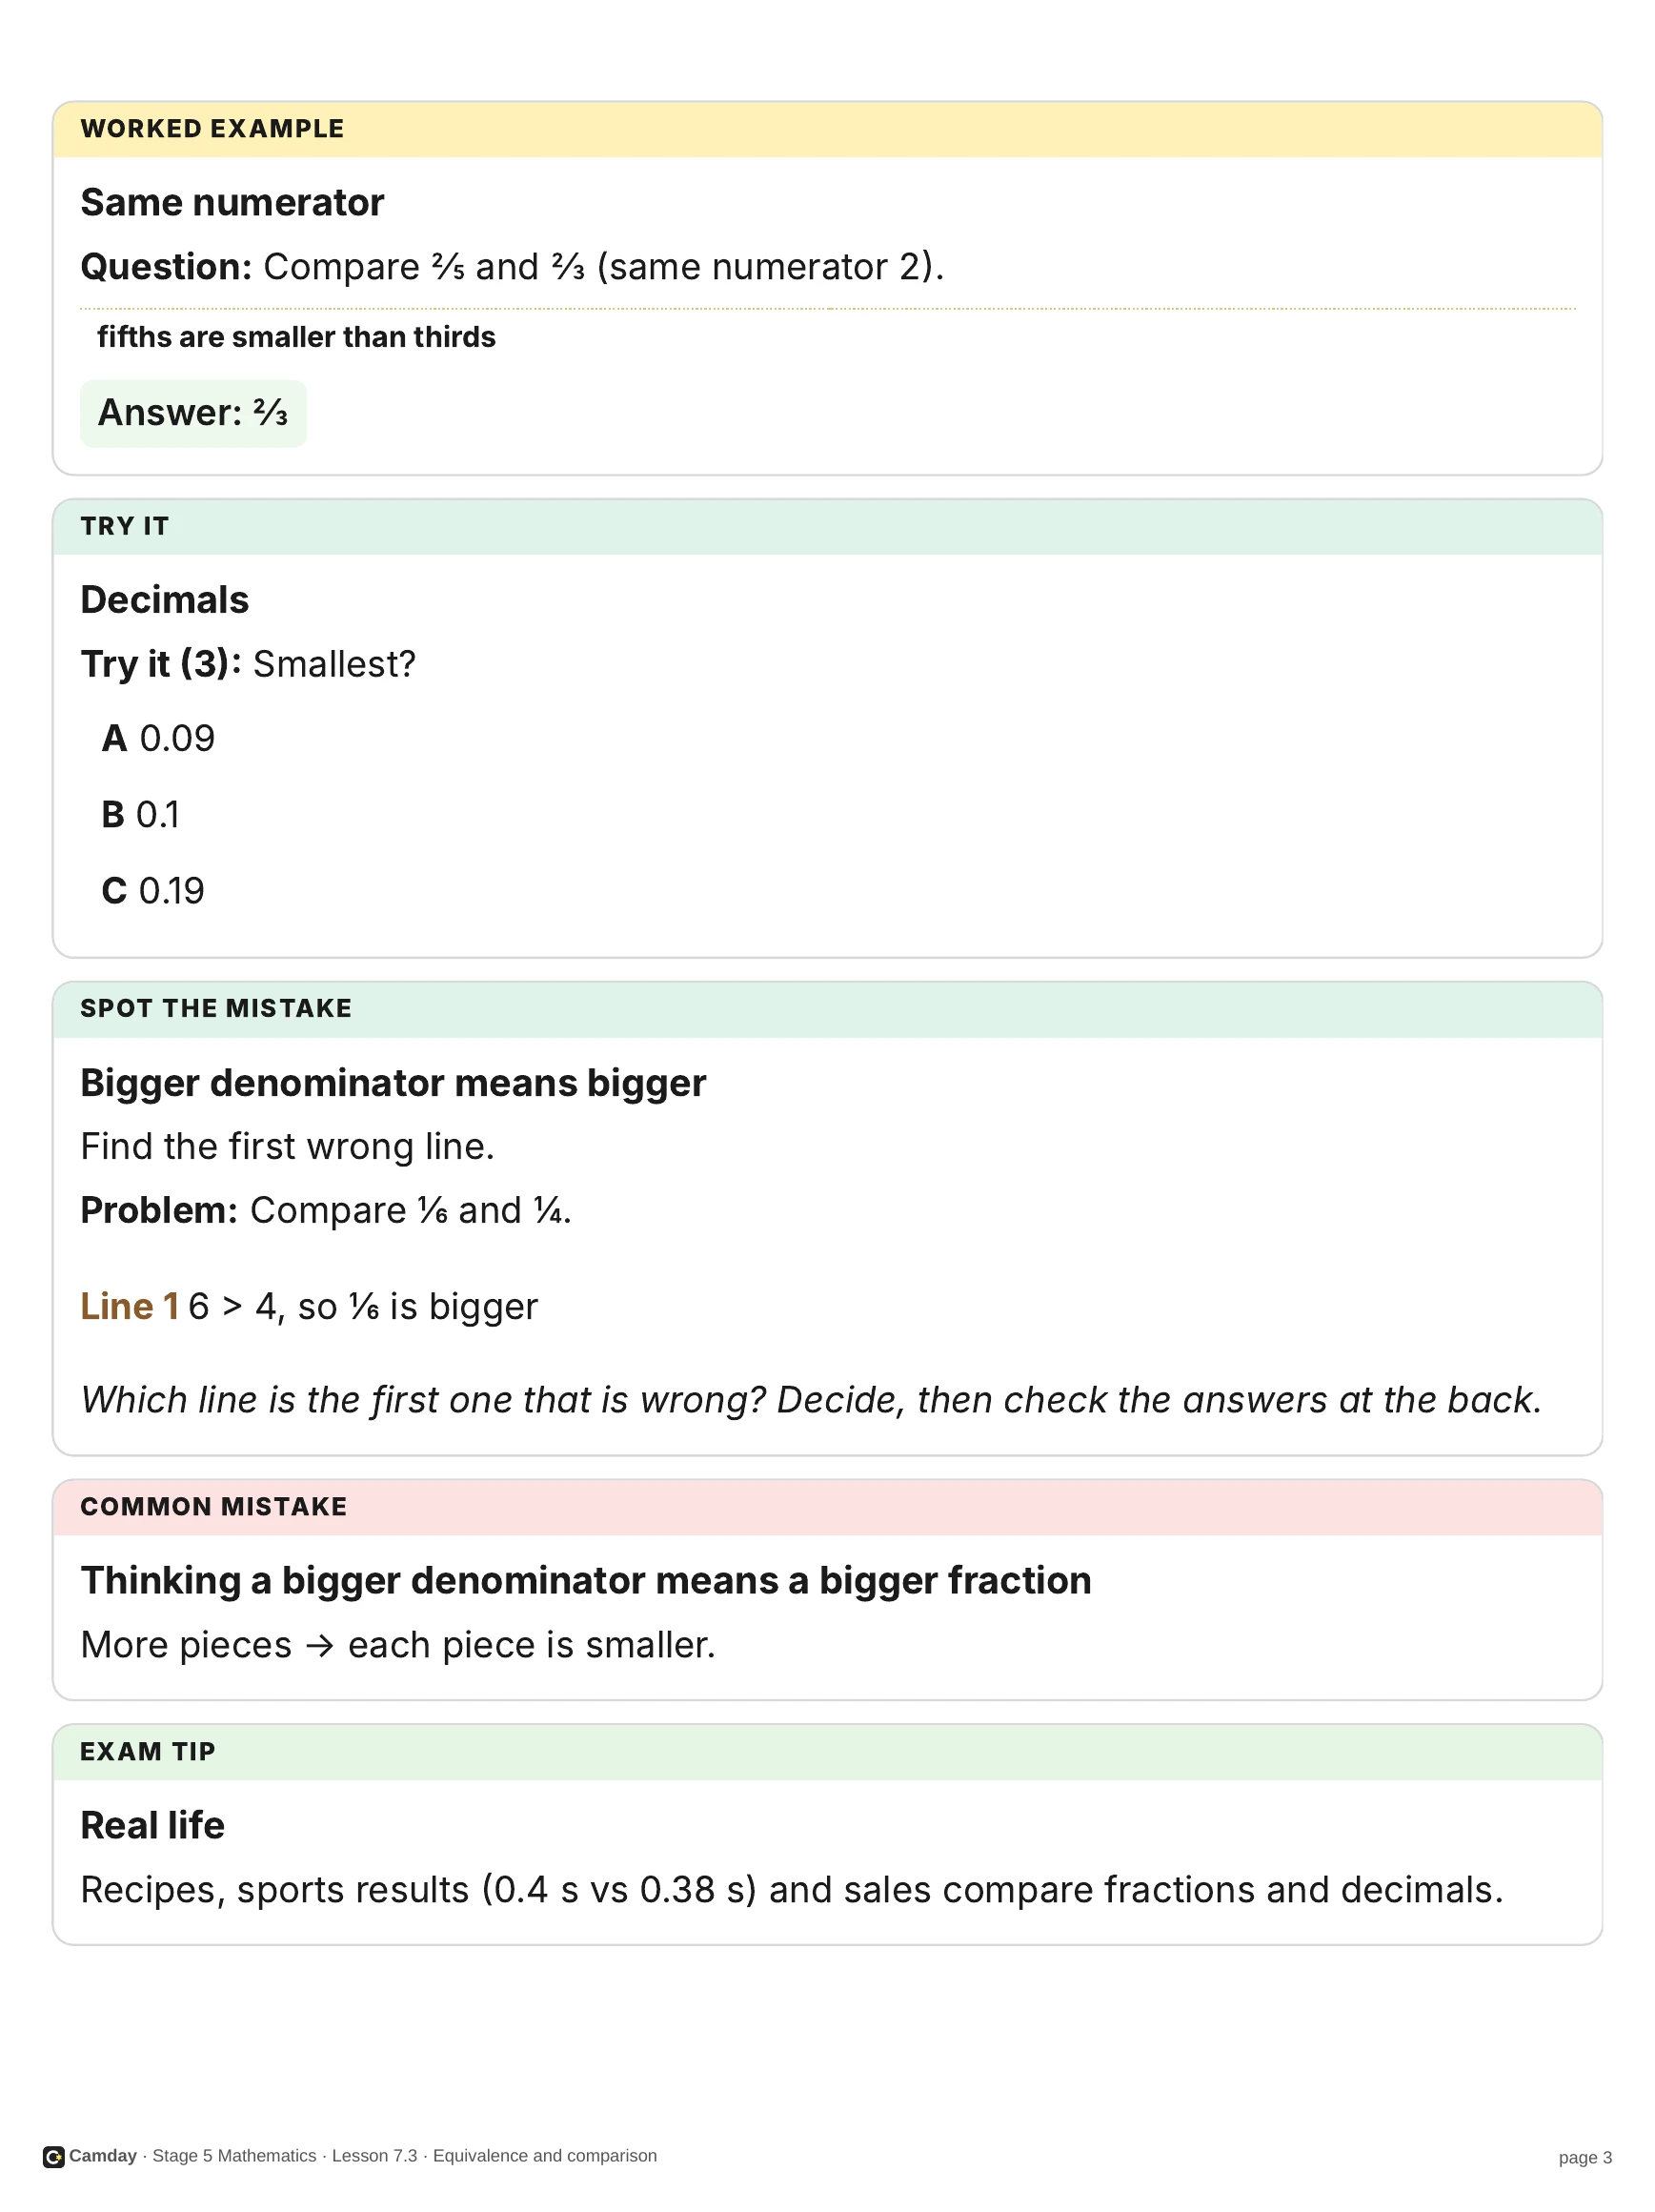 WORKED EXAMPLE
Same numerator
Question: Compare ⅖ and ⅔ (same numerator 2).
fifths are smaller than thirds
Answer: ⅔
TRY IT
Decimals
Try it (3): Smallest?
A 0.09
B 0.1
C 0.19
SPOT THE MISTAKE
Bigger denominator means bigger
Find the first wrong line.
Problem: Compare ⅙ and ¼.
Line 1 6 > 4, so ⅙ is bigger
Which line is the first one that is wrong? Decide, then check the answers at the back.
COMMON MISTAKE
Thinking a bigger denominator means a bigger fraction
More pieces → each piece is smaller.
EXAM TIP
Real life
Recipes, sports results (0.4 s vs 0.38 s) and sales compare fractions and decimals.
Camday · Stage 5 Mathematics · Lesson 7.3 · Equivalence and comparison
page 3